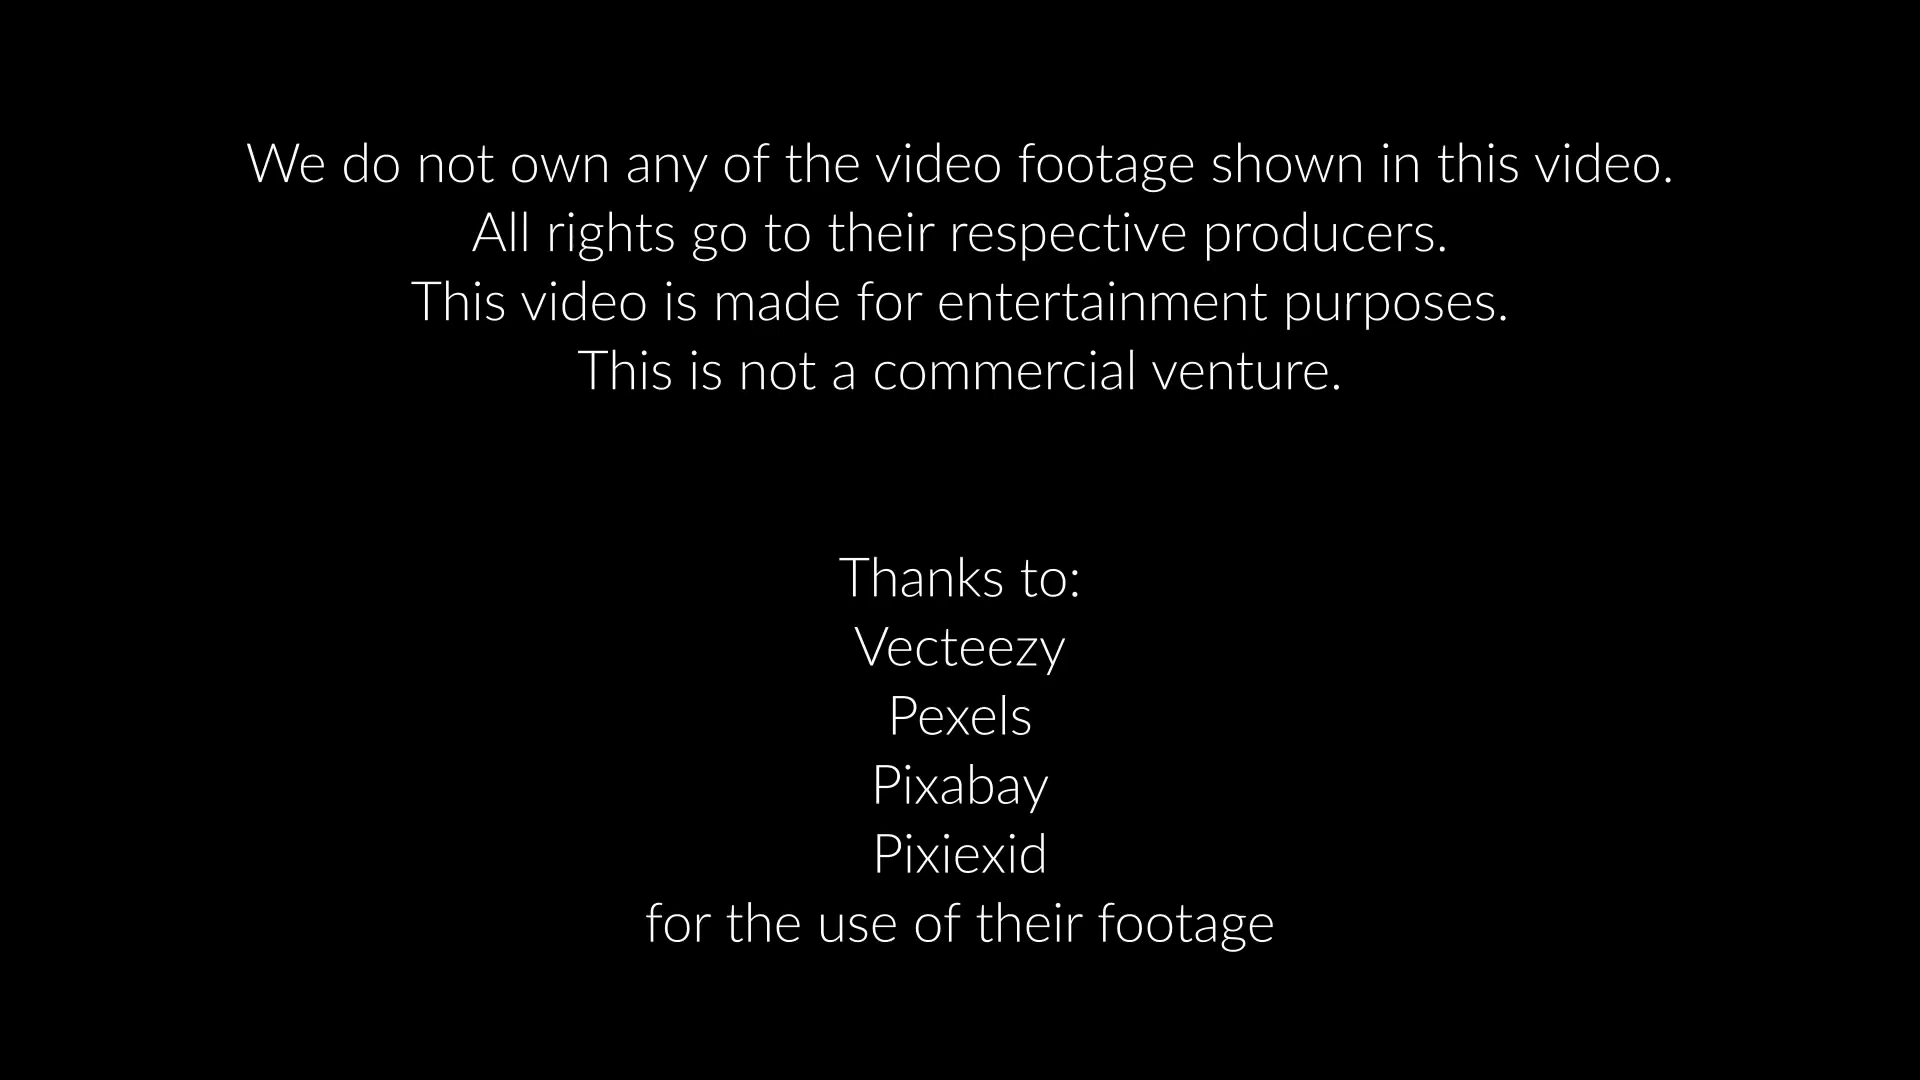 We do not own any of the video footage shown in this video.
All rights go to their respective producers.
This video is made for entertainment purposes.
This is not a commercial venture.
Thanks to:
Vecteezy
Pexels
Pixabay
Pixiexid
for the use of their footage